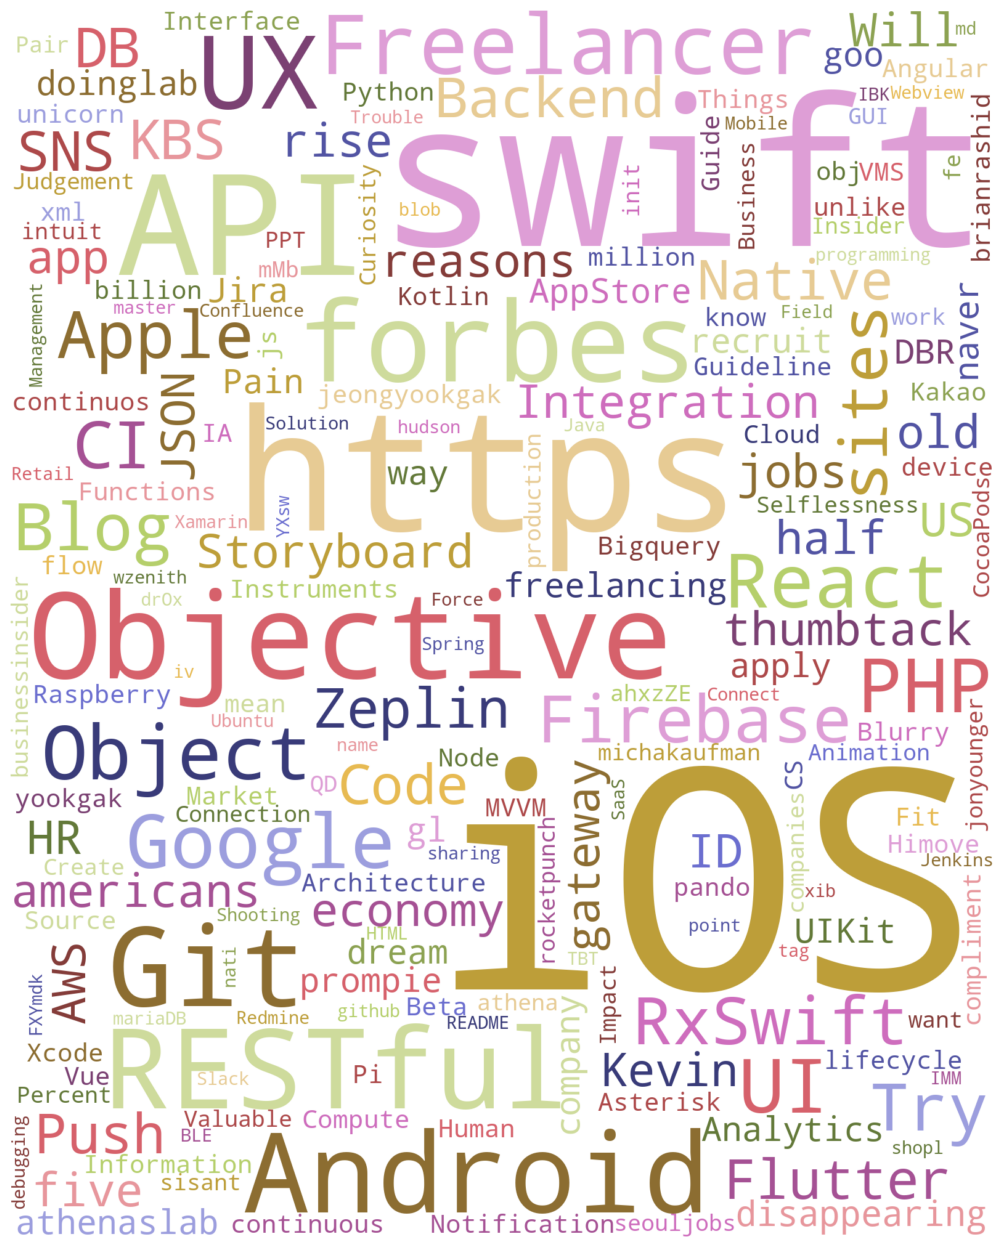 Interface
Freelancer
Will
md
Pair
DB
UX
goo
Angular
doinglab
Python
Backend
Things
IBK
Webview
unicorn
Trouble
swift
Guide
Mobile
GUI
brianrashid
SNS
KBS
rise
Business
fe
Judgement
API
Curiosity
init
obj
VMS
xml
blob
unlike
intuit
PPT
Insider
app
mMb
reasons
million
programming
Management
billion
Jira
Kotlin
AppStore
Native
master
Confluence
forbes
know
Field
sites
work
naver
Apple
js
recruit
DBR
Pain
Guideline
continuos
JSON
jeongyookgak
Integration
Kakao
CI
IA
Solution
https
hudson
Java
Cloud
old
Retail
way
production
jobs
device
Functions
Selflessness
Blog
Xamarin
YXsw
half
US
CocoaPodse
flow
Storyboard
Bigquery
wzenith
Instruments
freelancing
React
businessinsider
drOx
Force
Objective
Spring
thumbtack
iv
apply
PHP
Raspberry
mean
Zeplin
ahxzZE
Connect
Ubuntu
Firebase
Blurry
Object
name
Node
michakaufman
Animation
jonyounger
QD
Code
gateway
SaaS
CS
yookgak
Market
MVVM
iOS
companies
Connection
Fit
HR
Google
gl
sharing
rocketpunch
ID
Himove
Create
Jenkins
americans
Architecture
pando
xib
compliment
Source
Shooting
economy
point
UIKit
HTML
AWS
Git
nati
dream
TBT
tag
prompie
Impact
FXYmdk
mariaDB
Redmine
github
Beta
athena
company
RxSwift
want
README
Xcode
RESTful
Kevin
UI
lifecycle
Vue
Slack
Pi
IMM
Percent
Asterisk
Try
debugging
Push
Valuable
Compute
Human
Analytics
BLE
Android
shopl
Information
Flutter
five
sisant
disappearing
athenaslab
continuous
Notification
seouljobs